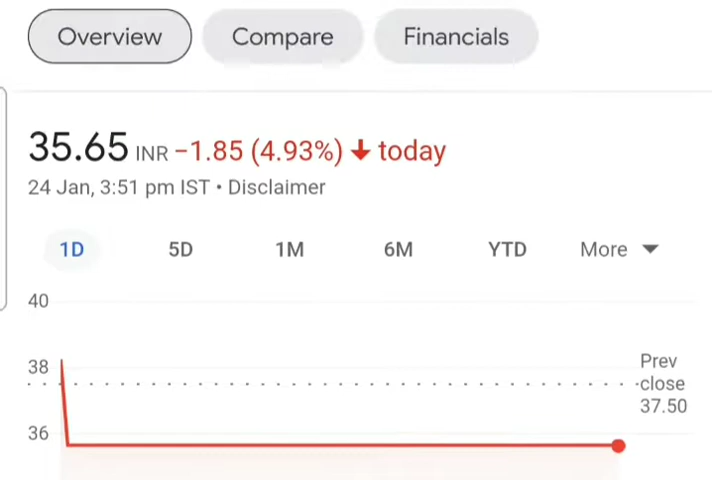 Overview Compare Financials
35.65 INR −1.85 (4.93%) ↓ today
24 Jan, 3:51 pm IST • Disclaimer
1D 5D 1M 6M YTD More
40
38
36
Prev
close
37.50